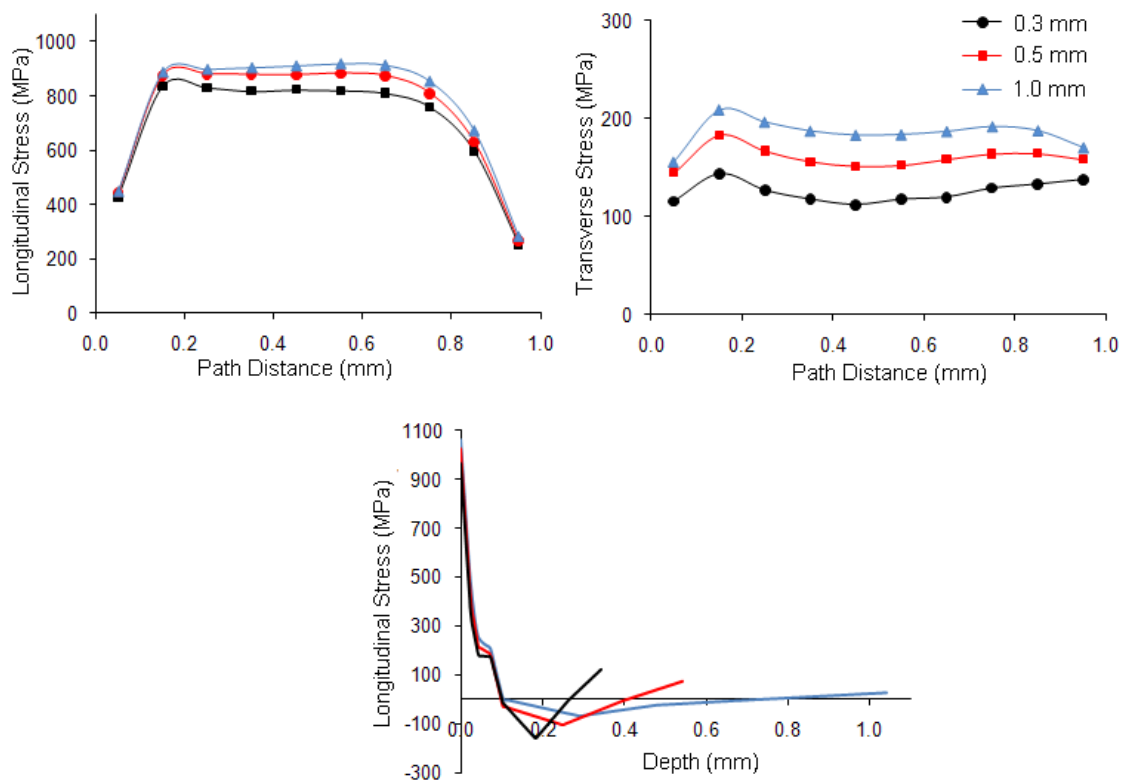 Longitudinal Stress (MPa)
1000
800
600
400
200
0
0.0 0.2 0.4 0.6 0.8 1.0
Path Distance (mm)
Transverse Stress (MPa)
300
200
100
0
0.0 0.2 0.4 0.6 0.8 1.0
Path Distance (mm)
0.3 mm
0.5 mm
1.0 mm
Longitudinal Stress (MPa)
1100
900
700
500
300
100
-100
-300
0.0 0.2 0.4 0.6 0.8 1.0
Depth (mm)